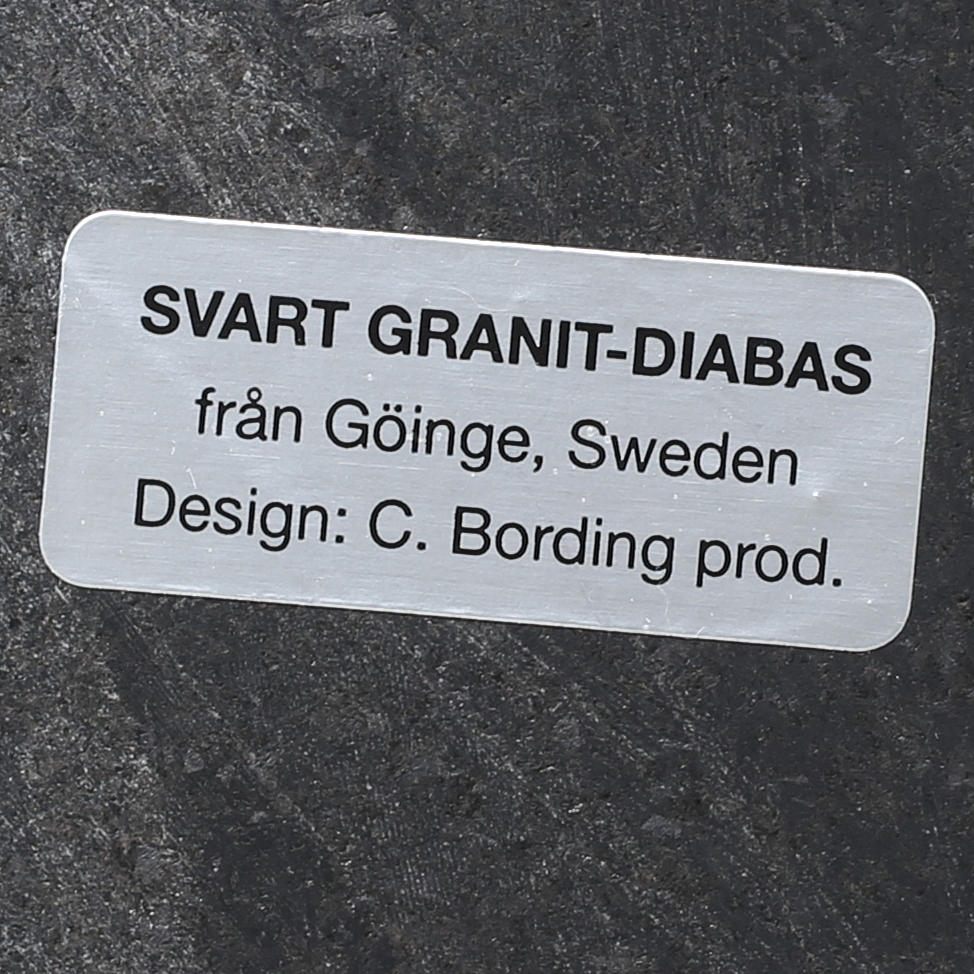 SVART GRANIT-DIABAS
från Göinge, Sweden
Design: C. Bording prod.